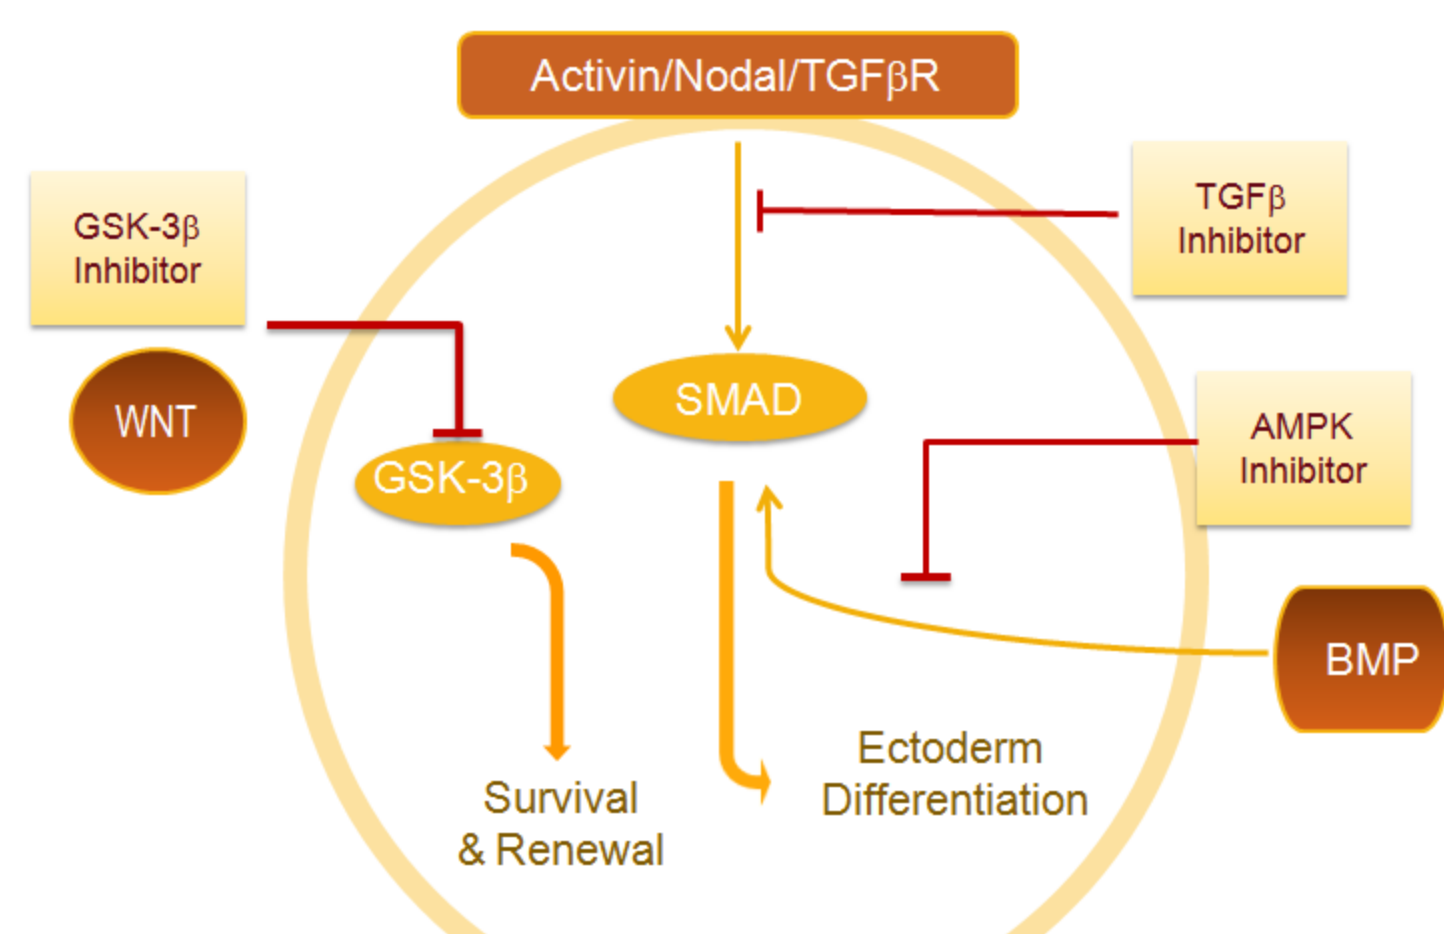 Activin/Nodal/TGFβR
GSK-3β
Inhibitor
TGFβ
Inhibitor
WNT
SMAD
GSK-3β
AMPK
Inhibitor
BMP
Ectoderm
Differentiation
Survival
& Renewal